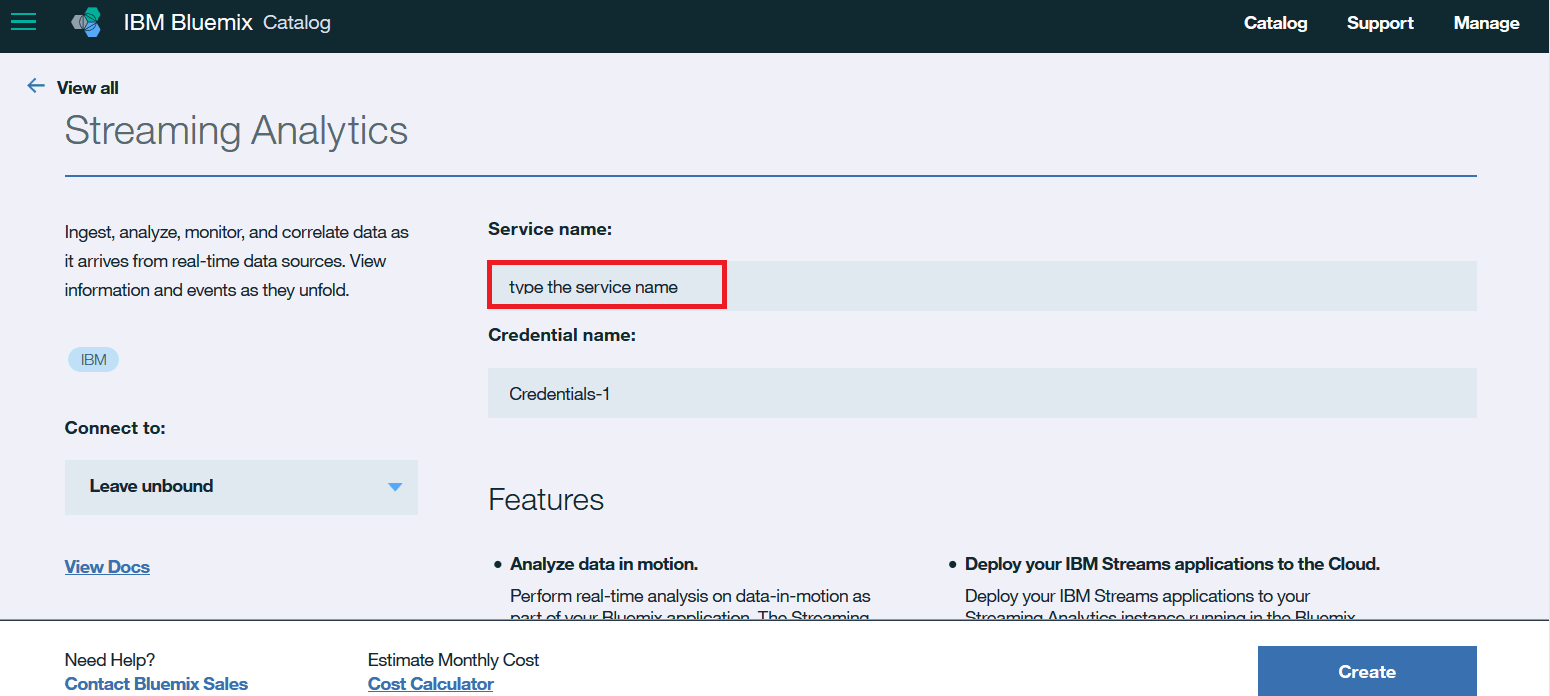 IBM Bluemix Catalog
Catalog Support Manage
View all
Streaming Analytics
Ingest, analyze, monitor, and correlate data as
it arrives from real-time data sources. View
information and events as they unfold.
IBM
Connect to:
Leave unbound
View Docs
Service name:
type the service name
Credential name:
Credentials-1
Features
• Analyze data in motion.
Perform real-time analysis on data-in-motion as
part of your Bluemix application. The Streaming
• Deploy your IBM Streams applications to the Cloud.
Deploy your IBM Streams applications to your
Streaming Analytics instance running in the Bluemix
Need Help?
Contact Bluemix Sales
Estimate Monthly Cost
Cost Calculator
Create